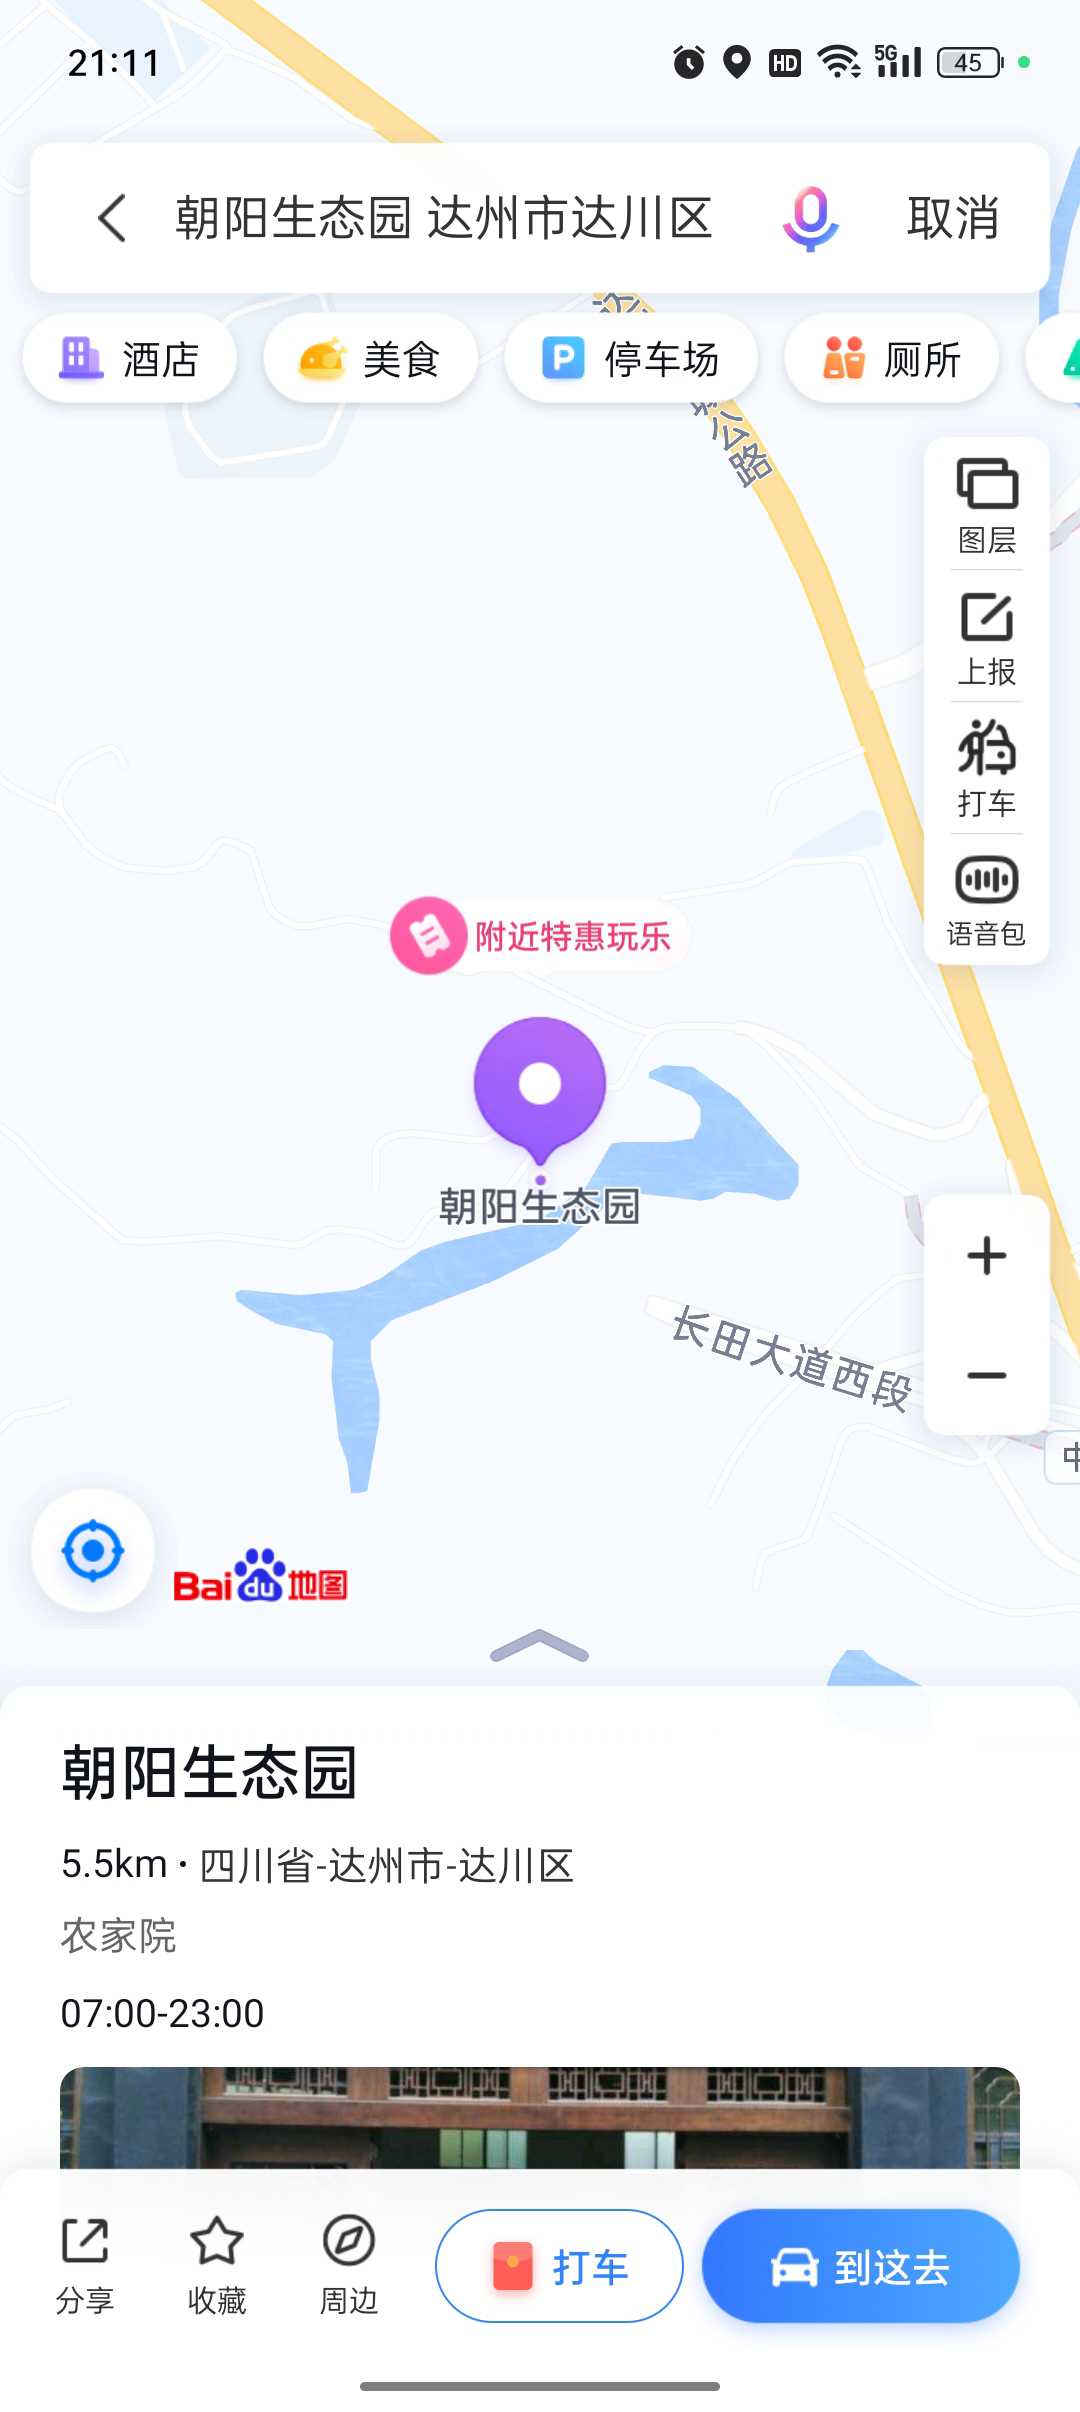 21:11
HD
5G
45
朝阳生态园 达州市达川区
取消
酒店
美食
停车场
P
厕所
公路
图层
上报
打车
语音包
附近特惠玩乐
朝阳生态园
长田大道西段
Baidu地图
朝阳生态园
5.5km · 四川省-达州市-达川区
农家院
07:00-23:00
分享
收藏
周边
打车
到这去